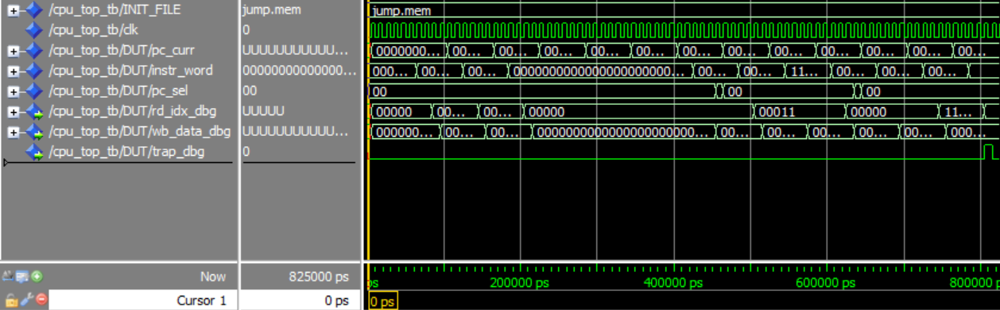 /cpu_top_tb/INIT_FILE jump.mem jump.mem
/cpu_top_tb/clk 0
/cpu_top_tb/DUT/pc_curr UUUUUUUUUUU... 0000000... 00... 00... 00... 00... 00... 00... 00... 00... 00... 00... 00... 00...
/cpu_top_tb/DUT/instr_word 00000000000000... 000... 00... 00... 0000000000000000000000... 00... 00... 11... 00... 00... 00...
/cpu_top_tb/DUT/pc_sel 00 00 00 00
/cpu_top_tb/DUT/rd_idx_dbg UUUUU 00000 00... 00... 00000 00011 00000 11...
/cpu_top_tb/DUT/wb_data_dbg UUUUUUUUUUU... 000000... 00... 00... 0000000000000000000000... 00... 00... 00... 00... 00... 000...
/cpu_top_tb/DUT/trap_dbg 0
Now 825000 ps ps 200000 ps 400000 ps 600000 ps 800000 p
Cursor 1 0 ps 0 ps